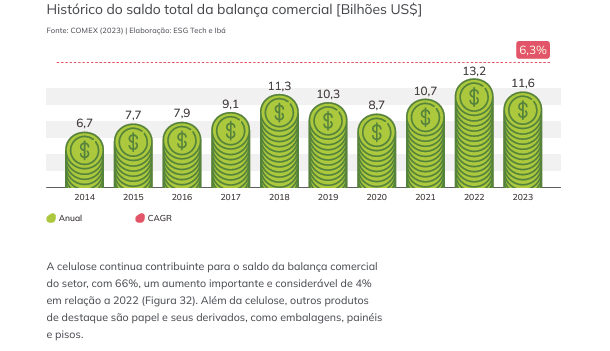 Histórico do saldo total da balança comercial [Bilhões US$]
Fonte: COMEX (2023) | Elaboração: ESG Tech e Ibá
6,3%
6,7 7,7 7,9 9,1 11,3 10,3 8,7 10,7 13,2 11,6
2014 2015 2016 2017 2018 2019 2020 2021 2022 2023
Anual CAGR
A celulose continua contribuinte para o saldo da balança comercial
do setor, com 66%, um aumento importante e considerável de 4%
em relação a 2022 (Figura 32). Além da celulose, outros produtos
de destaque são papel e seus derivados, como embalagens, painéis
e pisos.